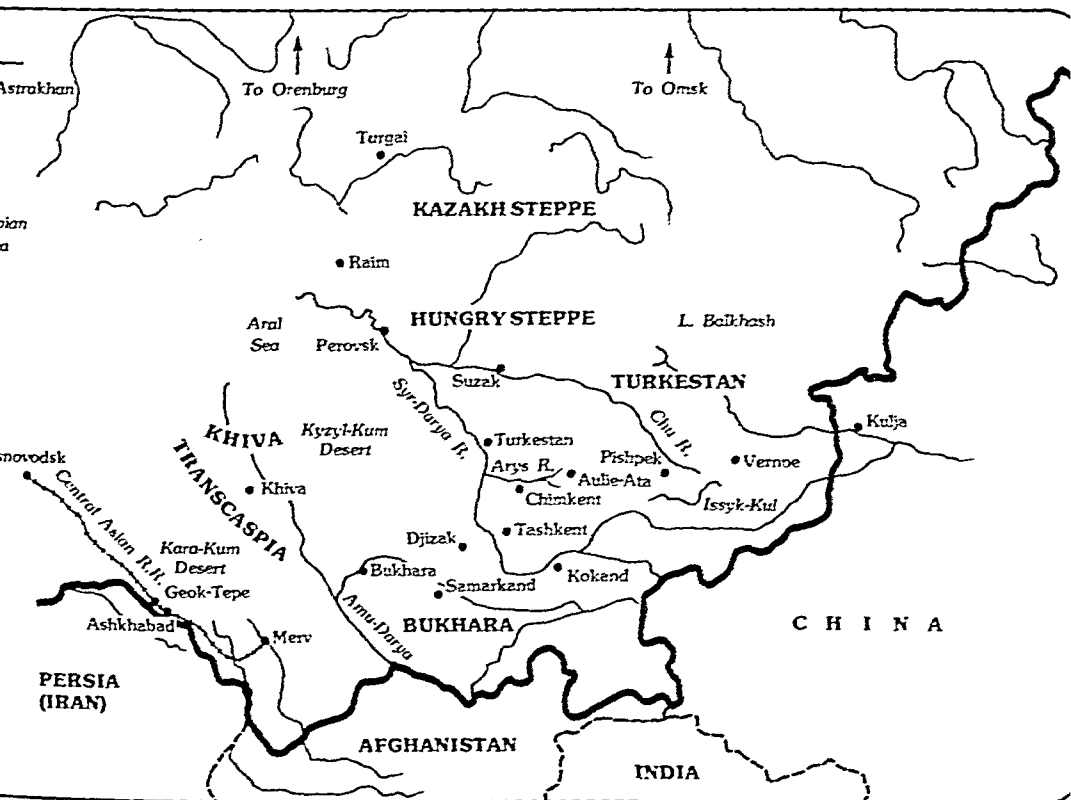 Astrakhan
To Orenburg
To Omsk
Turgai
KAZAKH STEPPE
Raim
HUNGRY STEPPE
Aral
Sea
Perovsk
L. Balkhash
Suzak
TURKESTAN
Syr-Darya R.
Chu R.
Kulja
KHIVA
Kyzyl-Kum
Desert
Turkestan
Arys R.
Pishpek
Vernoe
Aulie-Ata
snovodsk
TRANSCASPIA
Khiva
Chimkent
Issyk-Kul
Central Asian R.R.
Djizak
Tashkent
Kara-Kum
Desert
Bukhara
Kokand
Samarkand
Geok-Tepe
Amu-Darya
Ashkhabad
BUKHARA
CHINA
Merv
PERSIA
(IRAN)
AFGHANISTAN
INDIA